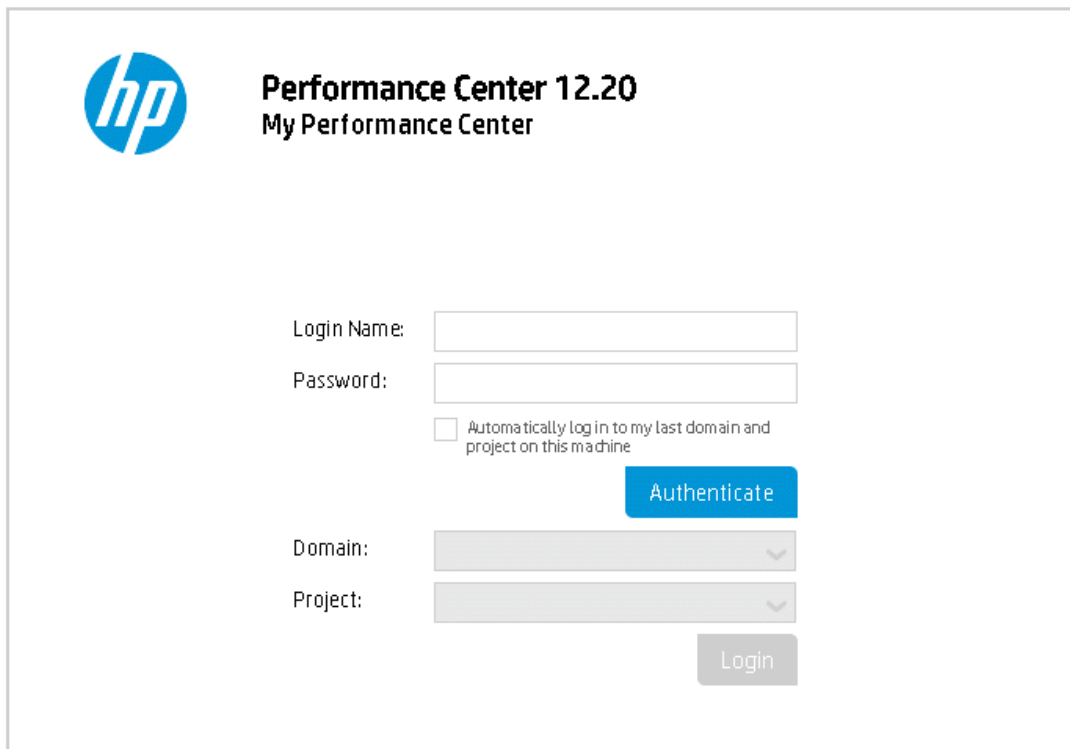 hp
Performance Center 12.20
My Performance Center
Login Name:
Password:
Automatically log in to my last domain and
project on this machine
Authenticate
Domain:
Project:
Login